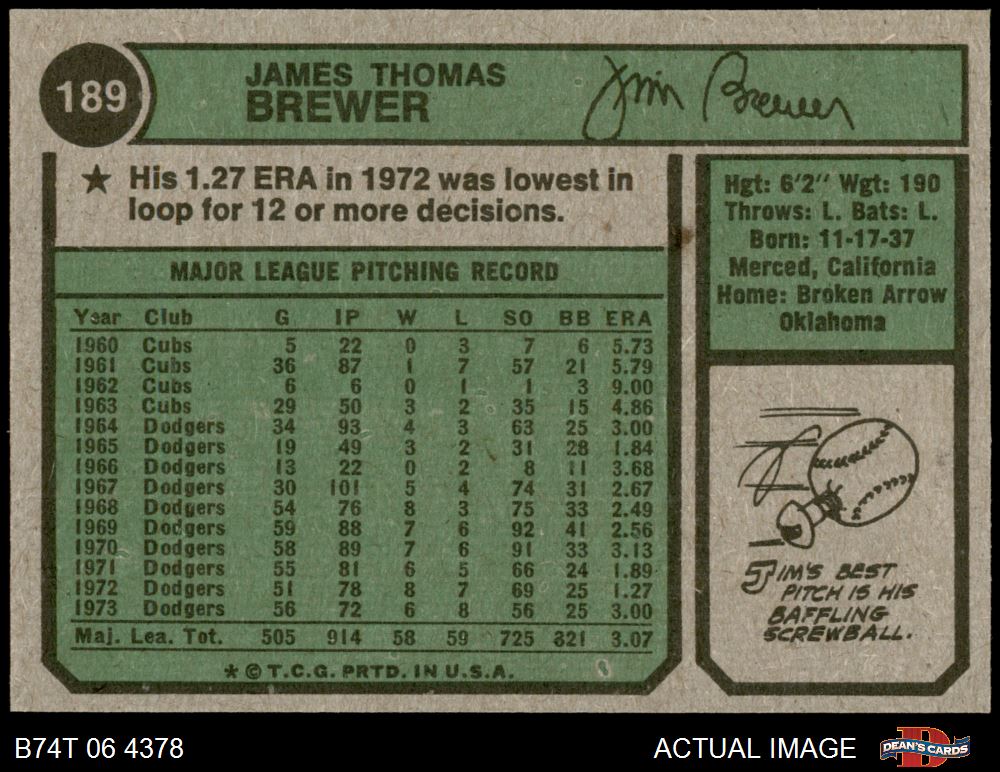 189
JAMES THOMAS
BREWER
Jim Brewer
★ His 1.27 ERA in 1972 was lowest in
loop for 12 or more decisions.
MAJOR LEAGUE PITCHING RECORD
Year Club G IP W L SO BB ERA
1960 Cubs 5 22 0 3 7 6 5.73
1961 Cubs 36 87 1 7 57 21 5.79
1962 Cubs 6 6 0 1 1 3 9.00
1963 Cubs 29 50 3 2 35 15 4.86
1964 Dodgers 34 93 4 3 63 25 3.00
1965 Dodgers 19 49 3 2 31 28 1.84
1966 Dodgers 13 22 0 2 8 11 3.68
1967 Dodgers 30 101 5 4 74 31 2.67
1968 Dodgers 54 76 8 3 75 33 2.49
1969 Dodgers 59 88 7 6 92 41 2.56
1970 Dodgers 58 89 7 6 91 33 3.13
1971 Dodgers 55 81 6 5 66 24 1.89
1972 Dodgers 51 78 8 7 69 25 1.27
1973 Dodgers 56 72 6 8 56 25 3.00
Maj. Lea. Tot. 505 914 58 59 725 321 3.07
* © T.C.G. PRTD. IN U.S.A.
Hgt: 6'2" Wgt: 190
Throws: L. Bats: L.
Born: 11-17-37
Merced, California
Home: Broken Arrow
Oklahoma
JIM'S BEST
PITCH IS HIS
BAFFLING
SCREWBALL.
B74T 06 4378
ACTUAL IMAGE
D
DEAN'S CARDS